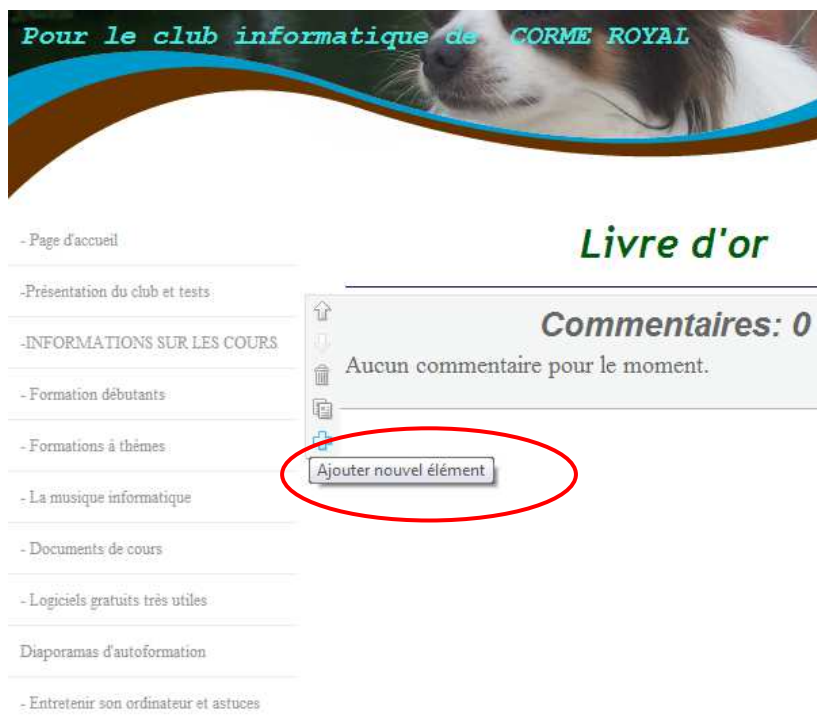 Pour le club informatique de CORME ROYAL
Livre d'or
- Page d'accueil
-Présentation du club et tests
-INFORMATIONS SUR LES COURS
- Formation débutants
- Formations à thèmes
- La musique informatique
- Documents de cours
- Logiciels gratuits très utiles
Diaporamas d'autoformation
- Entretenir son ordinateur et astuces
Commentaires: 0
Aucun commentaire pour le moment.
Ajouter nouvel élément